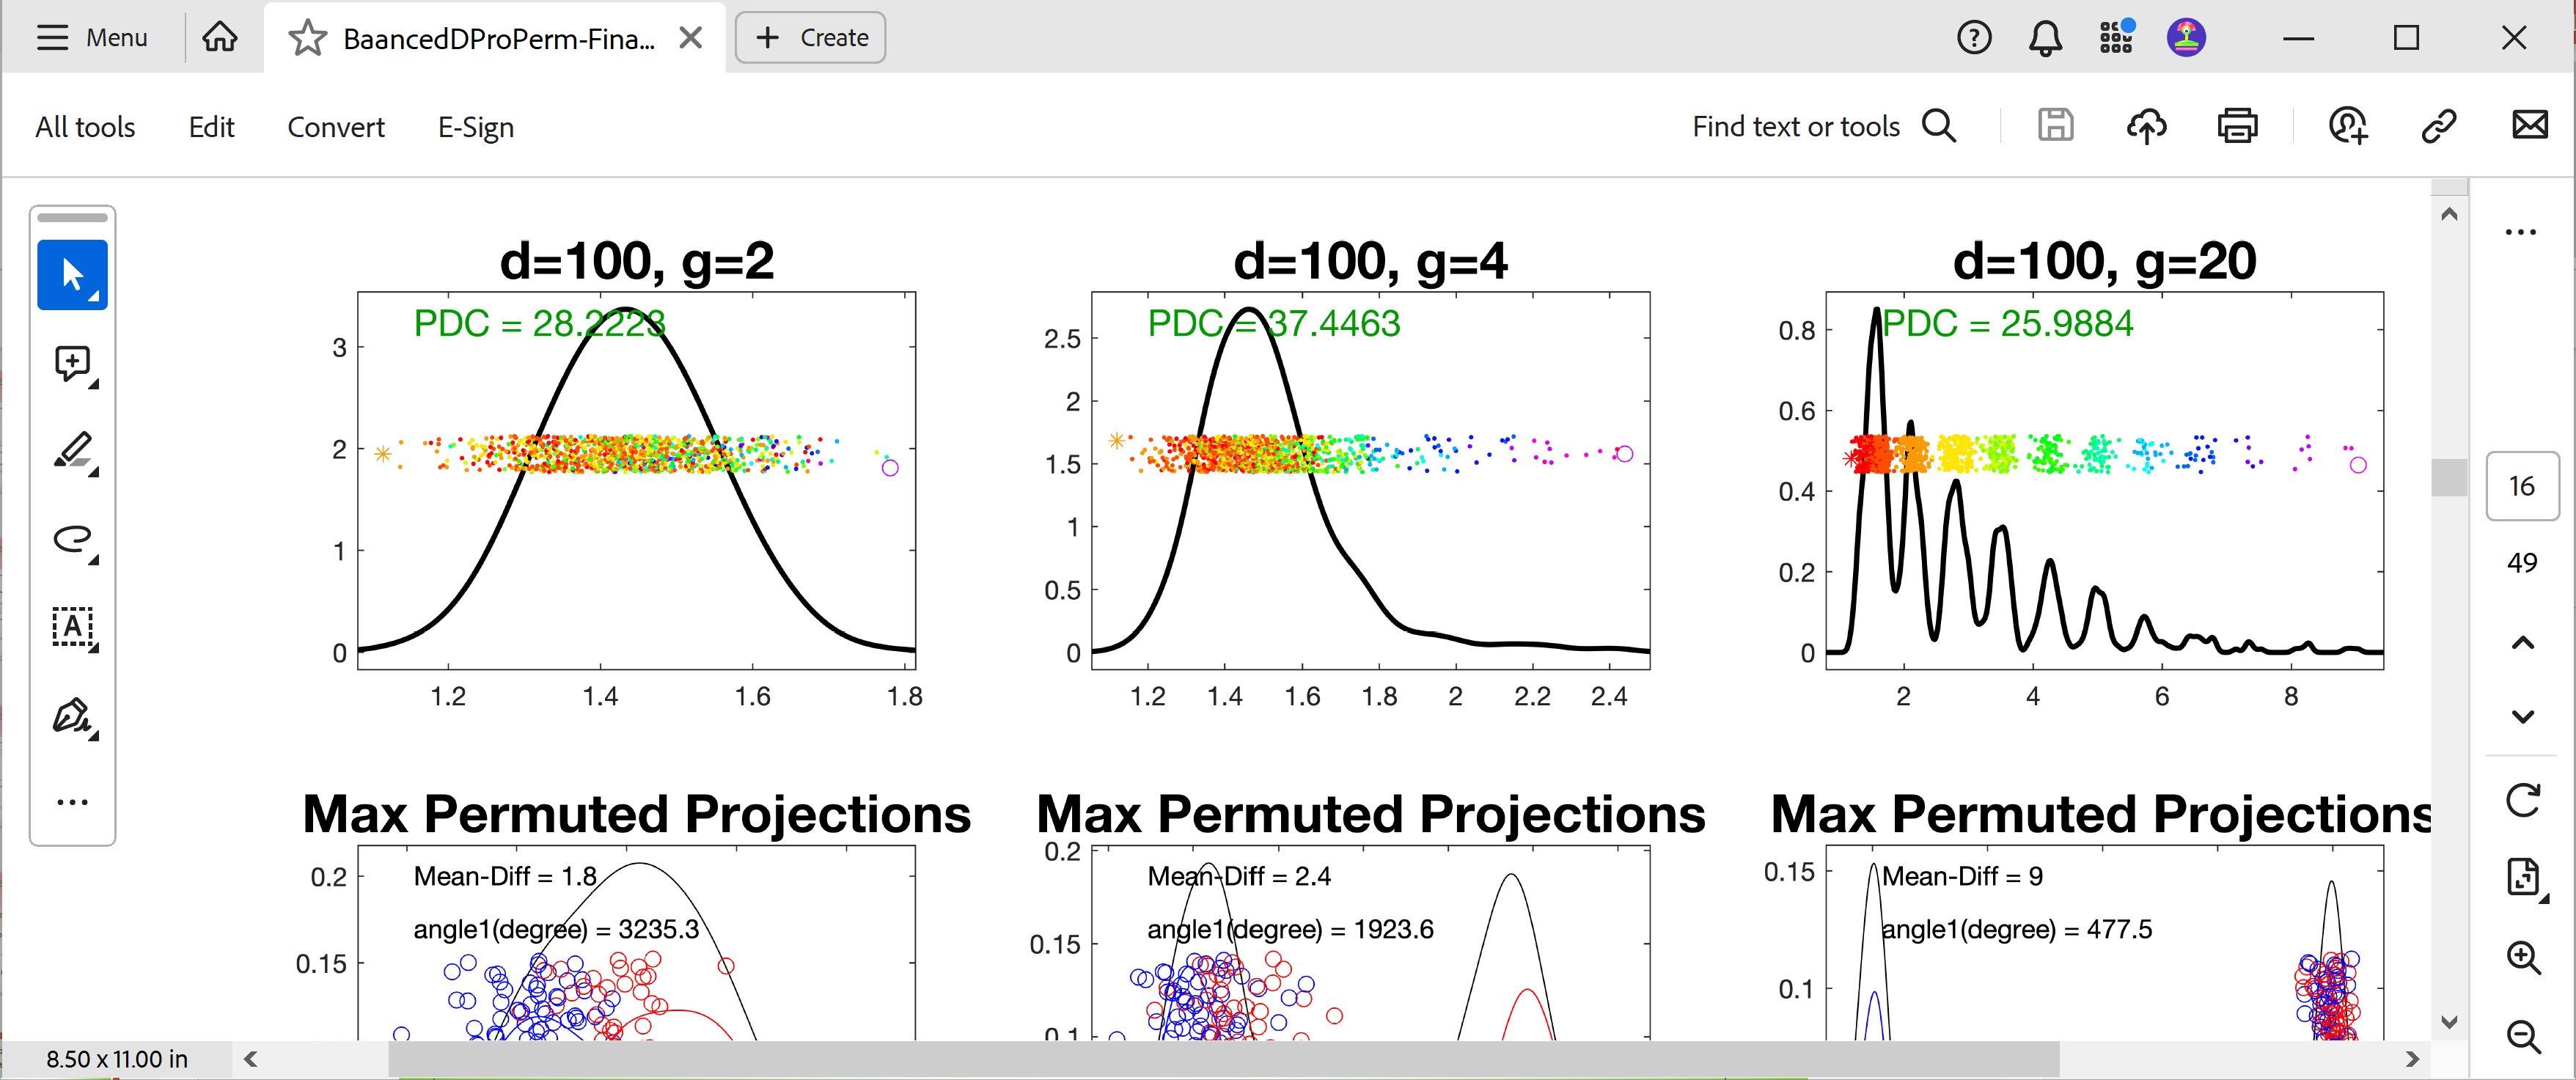 Menu
BaancedDProPerm-Fina...
Create
All tools Edit Convert E-Sign
Find text or tools
d=100, g=2
PDC = 28.2223
3
2
1
0
1.2 1.4 1.6 1.8
d=100, g=4
PDC = 37.4463
2.5
2
1.5
1
0.5
0
1.2 1.4 1.6 1.8 2 2.2 2.4
d=100, g=20
PDC = 25.9884
0.8
0.6
0.4
0.2
0
2 4 6 8
16
49
Max Permuted Projections
Mean-Diff = 1.8
angle1(degree) = 3235.3
0.2
0.15
Max Permuted Projections
Mean-Diff = 2.4
angle1(degree) = 1923.6
0.2
0.15
0.1
Max Permuted Projections
Mean-Diff = 9
angle1(degree) = 477.5
0.15
0.1
8.50 x 11.00 in